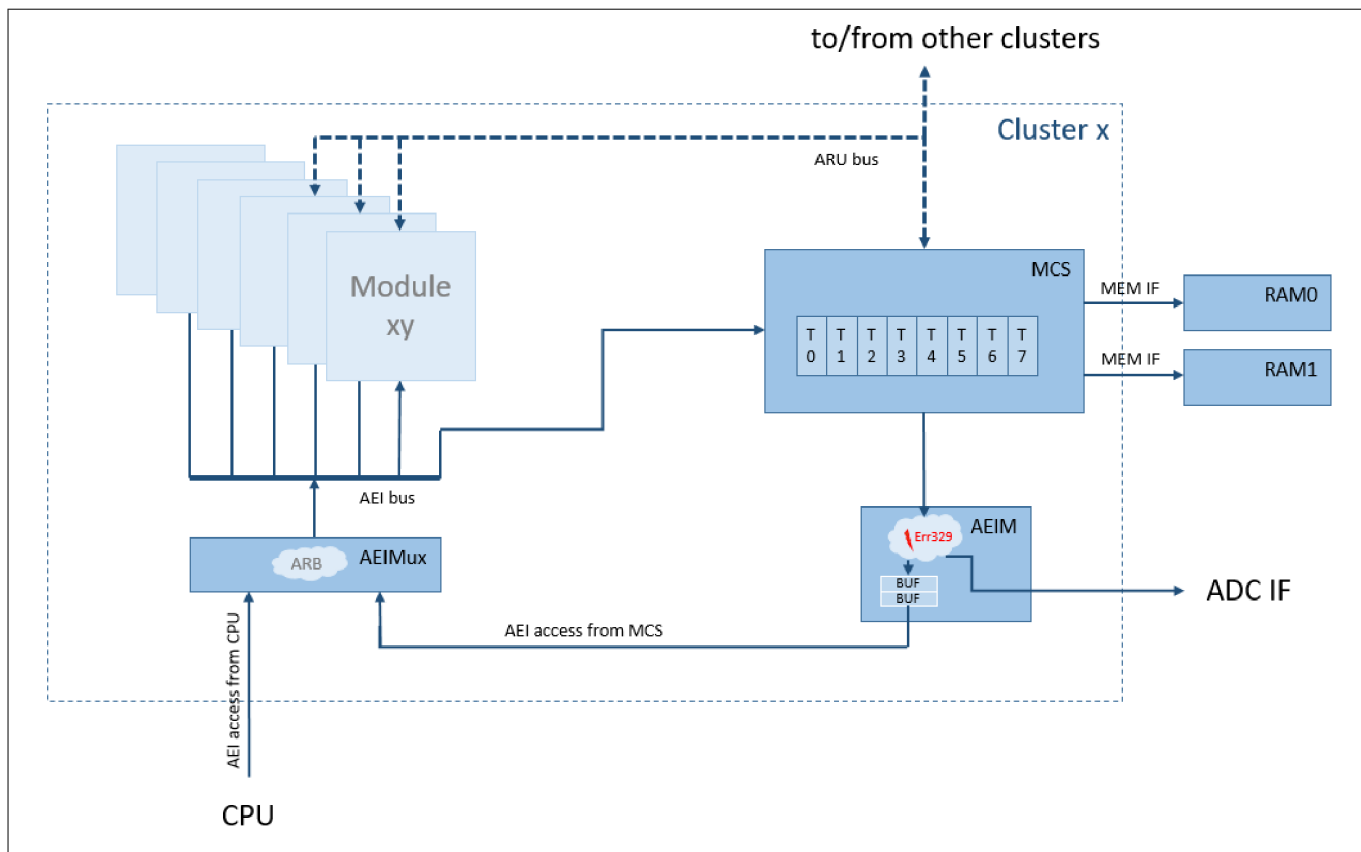 to/from other clusters
Cluster x
ARU bus
Module
xy
MCS
T T T T T T T T
0 1 2 3 4 5 6 7
MEM IF
RAM0
MEM IF
RAM1
AEI bus
AEIM
Err329
ARB
AEIMux
BUF
BUF
ADC IF
AEI access from MCS
AEI access from CPU
CPU